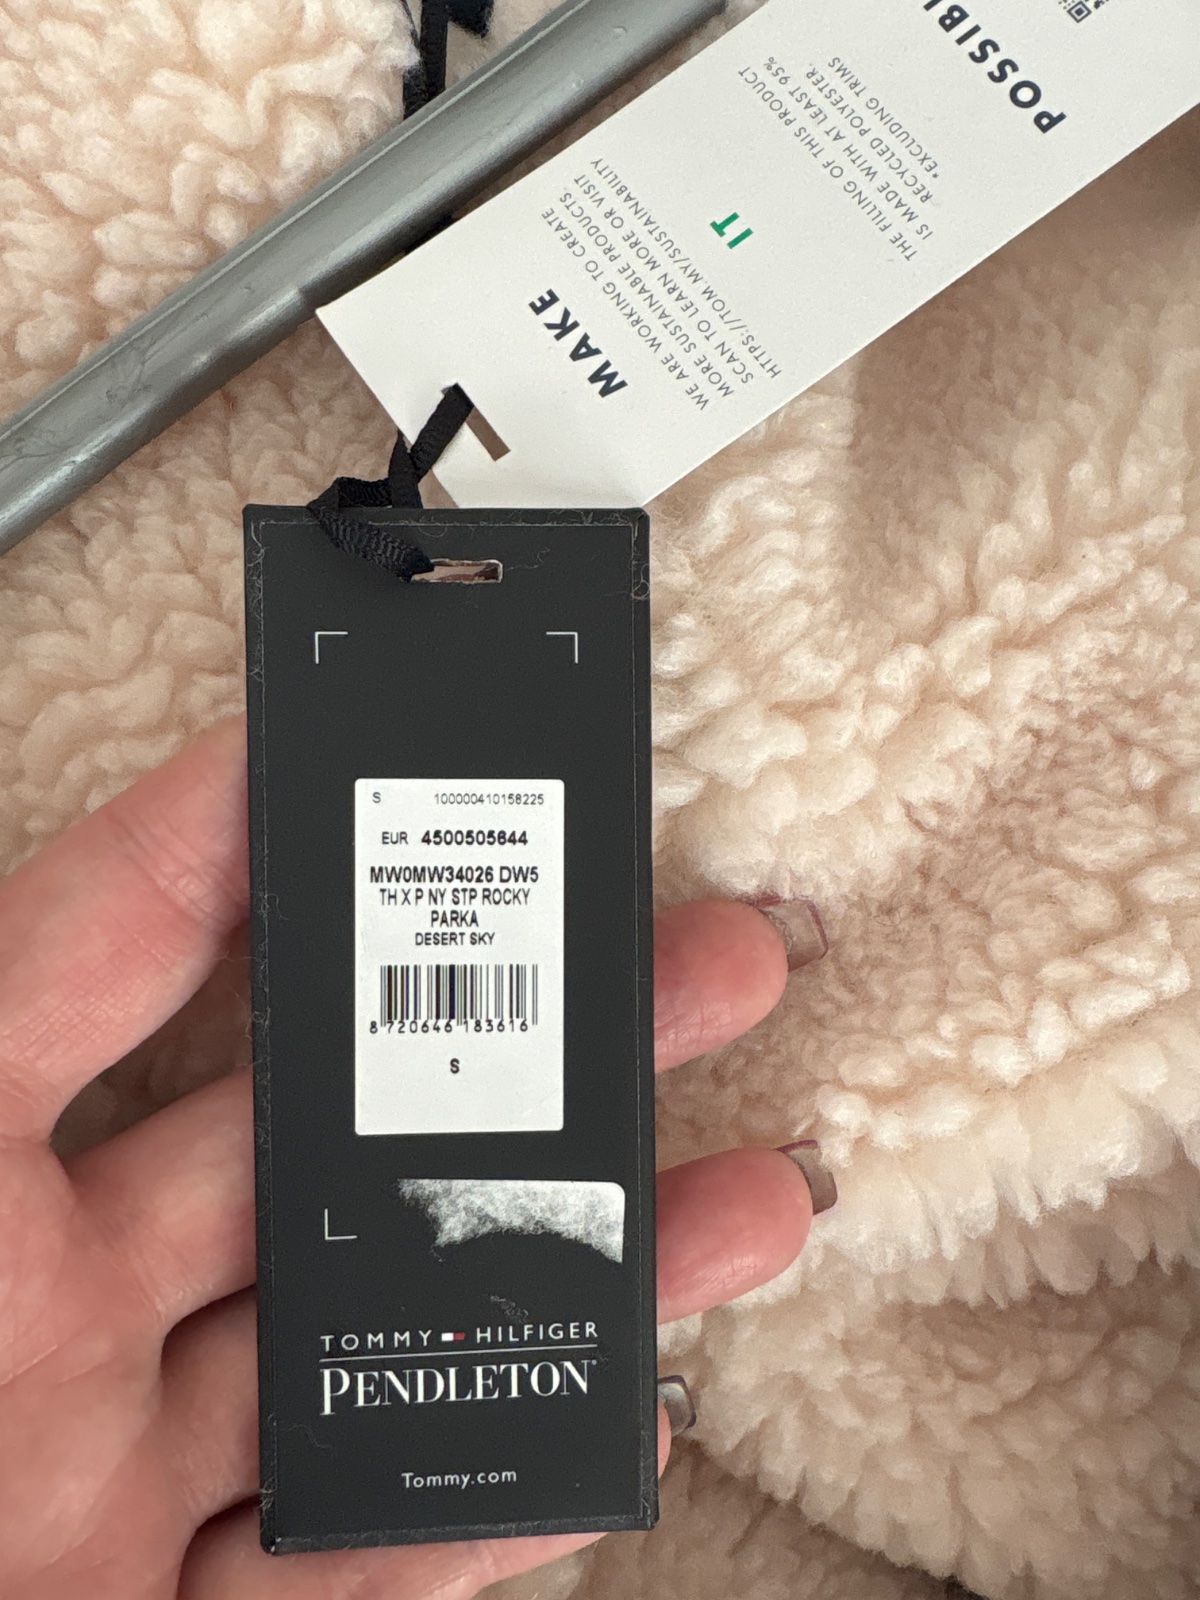 POSSIBL
THE FILLING OF THIS PRODUCT
IS MADE WITH AT LEAST 95%
RECYCLED POLYESTER.
*EXCLUDING TRIMS
IT
MAKE
WE ARE WORKING TO CREATE
MORE SUSTAINABLE PRODUCTS.
SCAN TO LEARN MORE OR VISIT
HTTPS://TOM.MY/SUSTAINABILITY
S 100000410158225
EUR 4500505644
MW0MW34026 DW5
TH X P NY STP ROCKY
PARKA
DESERT SKY
8 720646 183616
S
TOMMY HILFIGER
PENDLETON®
Tommy.com